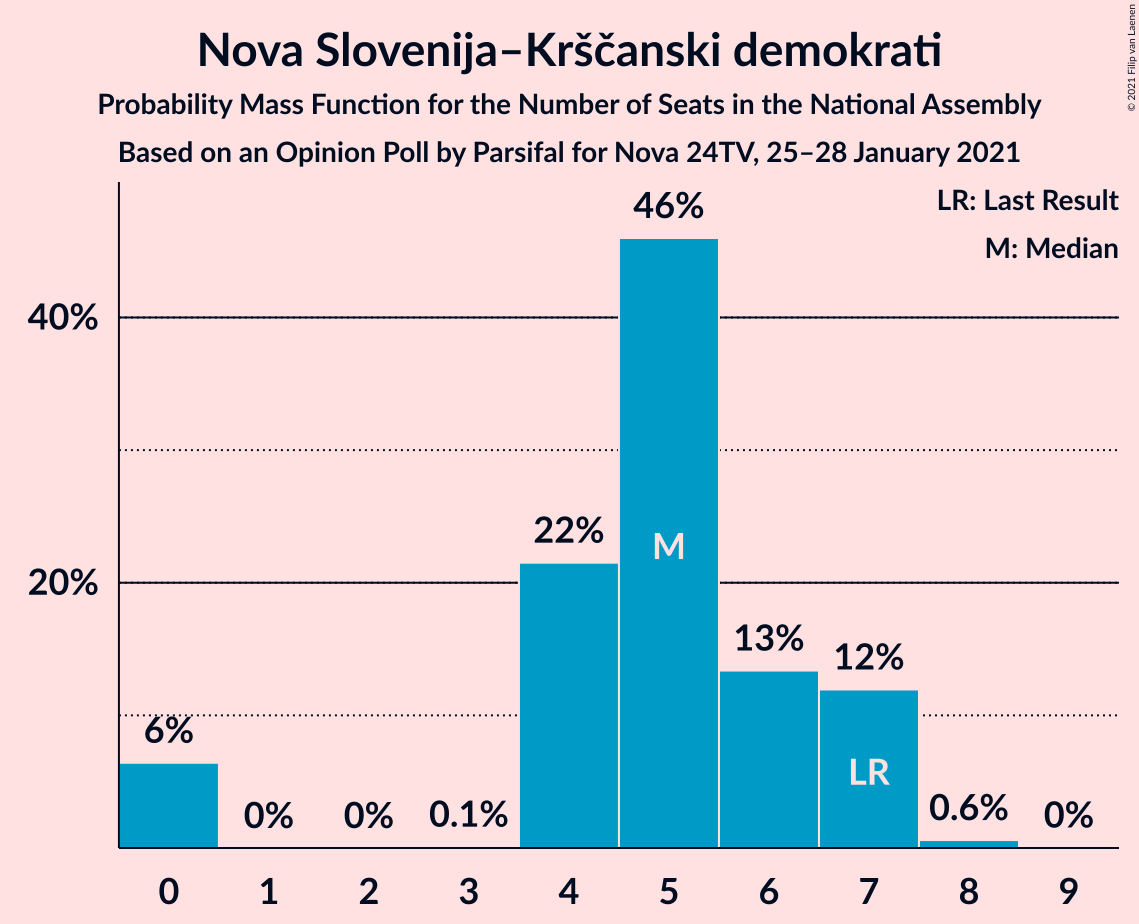 Nova Slovenija–Krščanski demokrati
Probability Mass Function for the Number of Seats in the National Assembly
Based on an Opinion Poll by Parsifal for Nova 24TV, 25–28 January 2021
© 2021 Filip van Laenen
LR: Last Result
M: Median
46%
40%
22%
M
20%
13%
12%
6%
LR
0%
0%
0.1%
0.6%
0%
0 1 2 3 4 5 6 7 8 9